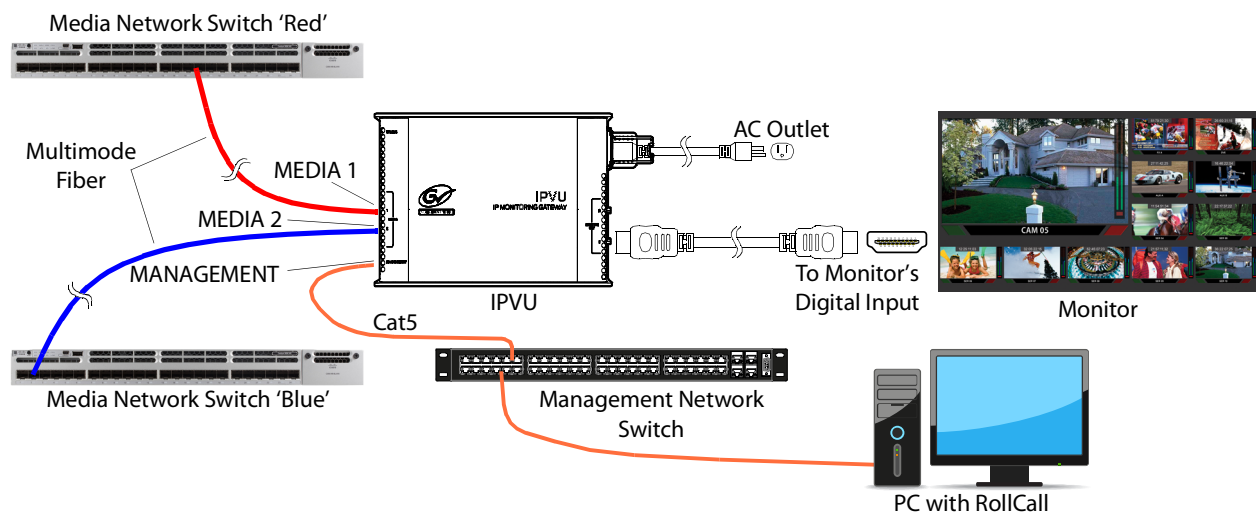 Media Network Switch ‘Red’
Multimode
Fiber
MEDIA 1
MEDIA 2
MANAGEMENT
GV
IPVU
IP MONITORING GATEWAY
IPVU
AC Outlet
To Monitor’s
Digital Input
CAM 05
Monitor
Cat5
Media Network Switch ‘Blue’
Management Network
Switch
PC with RollCall